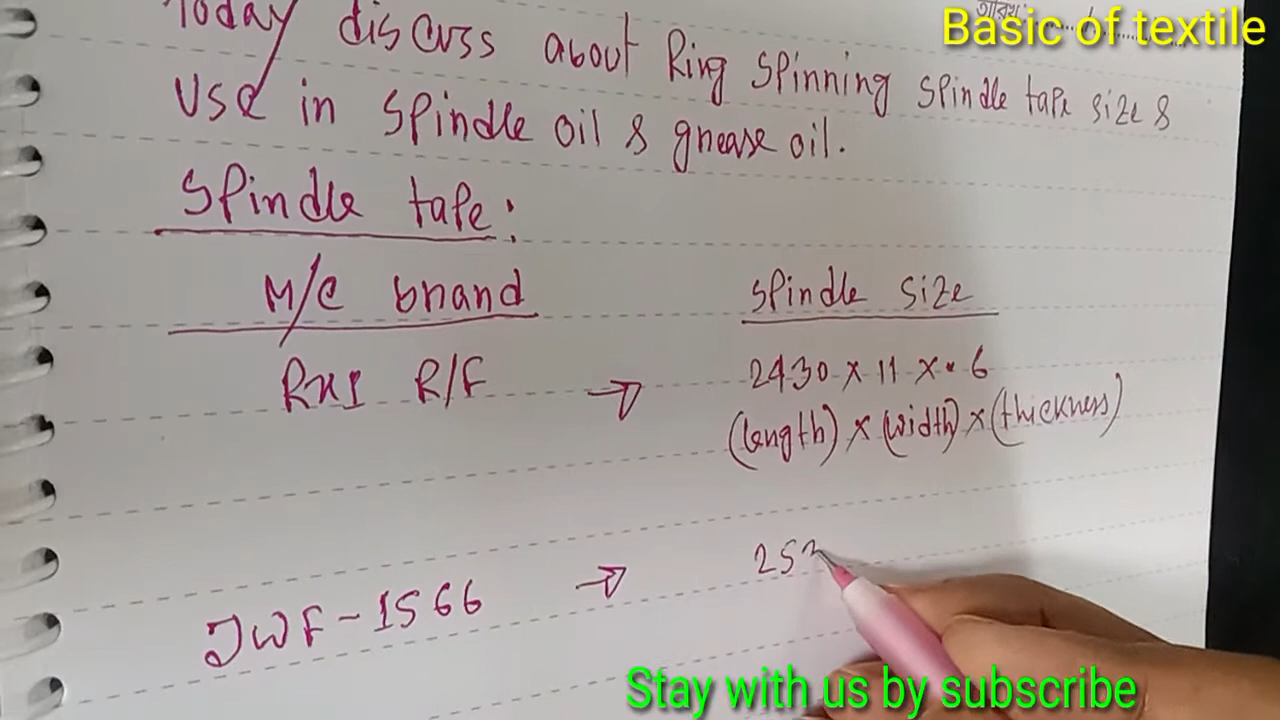 Basic of textile
Today discuss about Ring Spinning Spindle tape size &
Use in Spindle oil & grease oil.
Spindle tape:
M/C brand Spindle size
RXI R/F → 2430 x 11 x .6
(length) x (width) x (thickness)
JWF-1566 → 253
Stay with us by subscribe